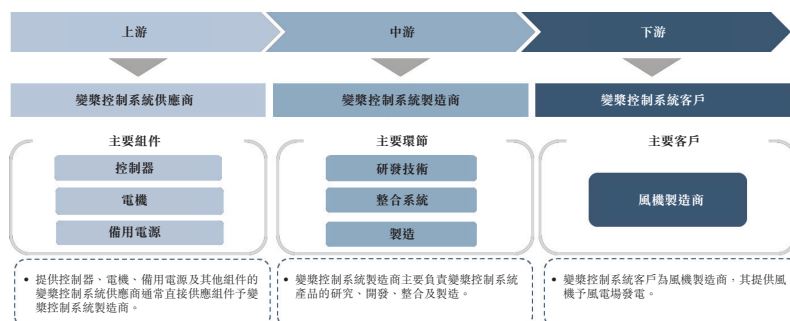 上游
中游
下游
變槳控制系統供應商
變槳控制系統製造商
變槳控制系統客戶
主要組件
控制器
電機
備用電源
主要環節
研發技術
整合系統
製造
主要客戶
風機製造商
• 提供控制器、電機、備用電源及其他組件的
變槳控制系統供應商通常直接供應組件予變
槳控制系統製造商。
• 變槳控制系統製造商主要負責變槳控制系統
產品的研究、開發、整合及製造。
• 變槳控制系統客戶為風機製造商，其提供風
機予風電場發電。